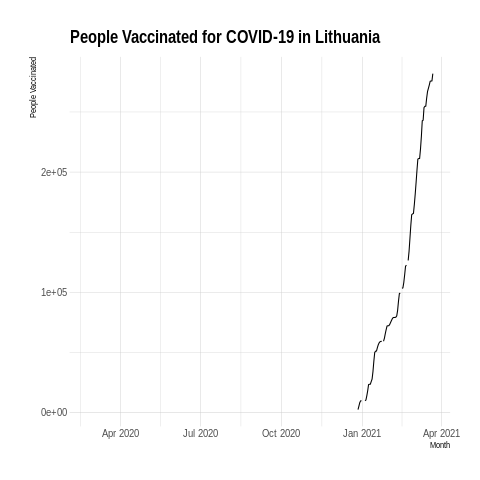 People Vaccinated for COVID-19 in Lithuania
People Vaccinated
2e+05
1e+05
0e+00
Apr 2020 Jul 2020 Oct 2020 Jan 2021 Apr 2021
Month